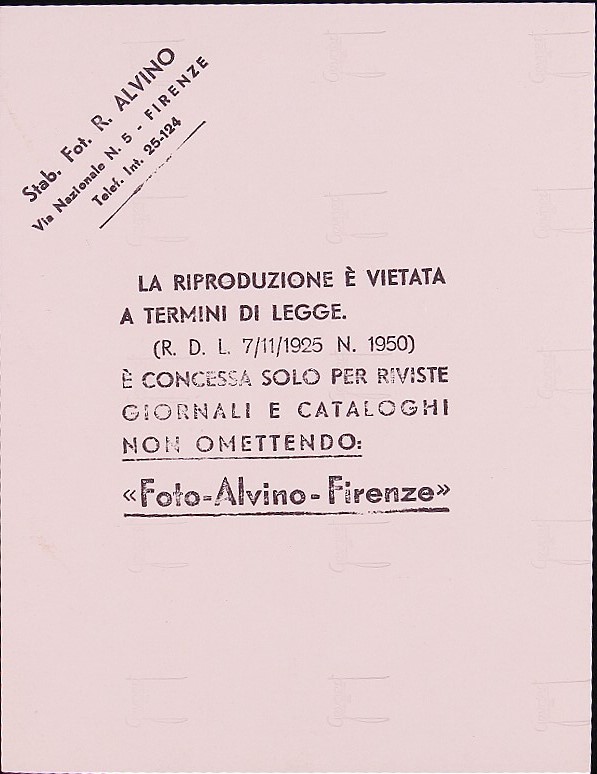 Stab. Fot. R. ALVINO
Via Nazionale N. 5 - FIRENZE
Telef. Int. 25-124
LA RIPRODUZIONE È VIETATA
A TERMINI DI LEGGE.
(R. D. L. 7/11/1925 N. 1950)
È CONCESSA SOLO PER RIVISTE
GIORNALI E CATALOGHI
NON OMETTENDO:
«Foto-Alvino-Firenze»